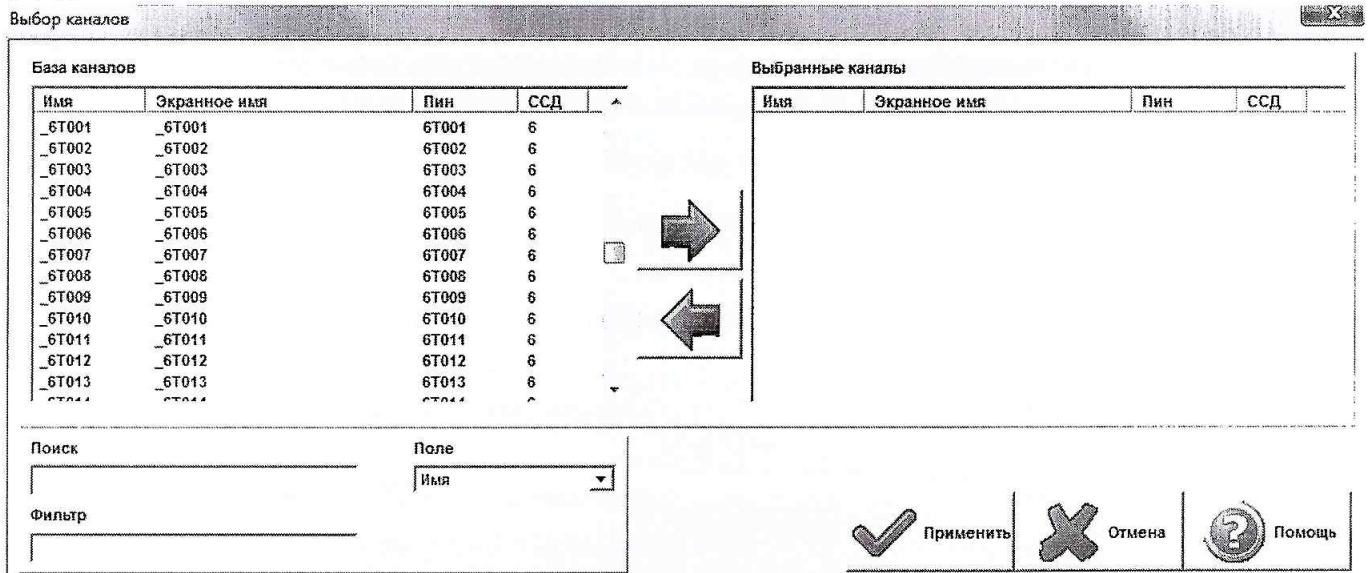 Выбор каналов
База каналов
Имя Экранное имя Пин ССД
_6T001 _6T001 6T001 6
_6T002 _6T002 6T002 6
_6T003 _6T003 6T003 6
_6T004 _6T004 6T004 6
_6T005 _6T005 6T005 6
_6T006 _6T006 6T006 6
_6T007 _6T007 6T007 6
_6T008 _6T008 6T008 6
_6T009 _6T009 6T009 6
_6T010 _6T010 6T010 6
_6T011 _6T011 6T011 6
_6T012 _6T012 6T012 6
_6T013 _6T013 6T013 6
Выбранные каналы
Имя Экранное имя Пин ССД
Поиск
Поле
Имя
Фильтр
Применить
Отмена
Помощь